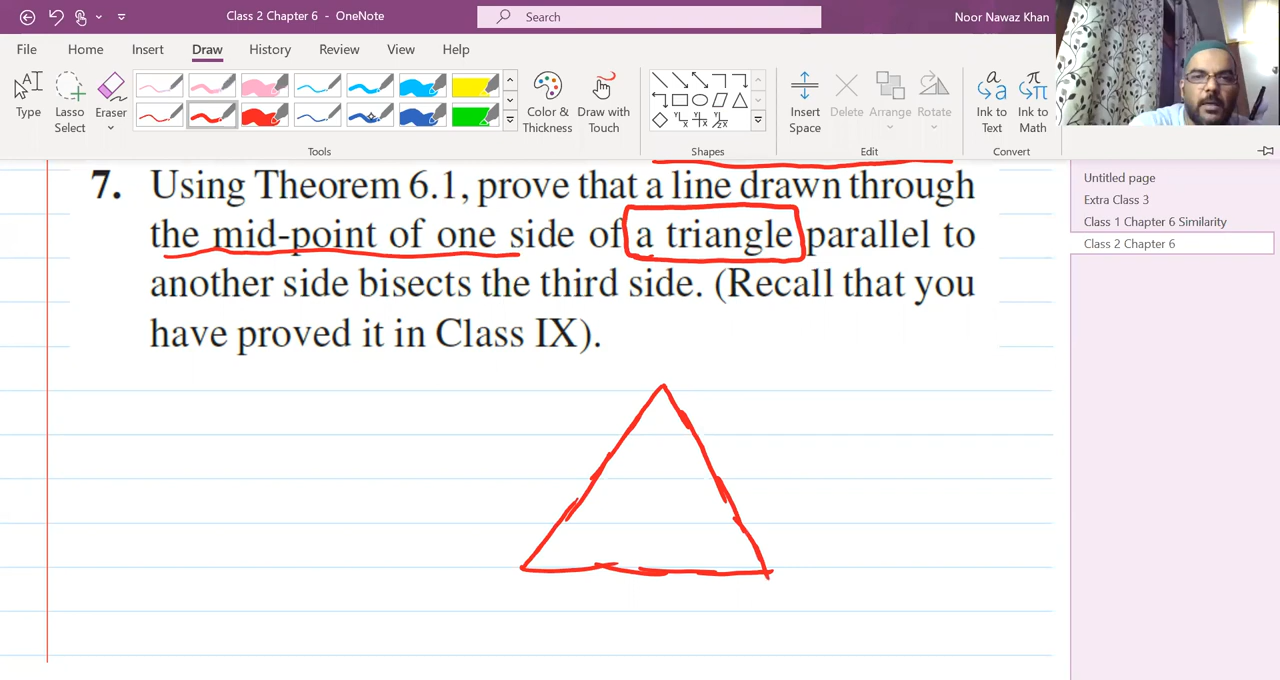 Class 2 Chapter 6 - OneNote
Search
Noor Nawaz Khan
File Home Insert Draw History Review View Help
Type
Lasso Select
Eraser
Color & Thickness
Draw with Touch
Insert Space
Delete
Arrange
Rotate
Ink to Text
Ink to Math
Tools
Shapes
Edit
Convert
7. Using Theorem 6.1, prove that a line drawn through
the mid-point of one side of a triangle parallel to
another side bisects the third side. (Recall that you
have proved it in Class IX).
Untitled page
Extra Class 3
Class 1 Chapter 6 Similarity
Class 2 Chapter 6